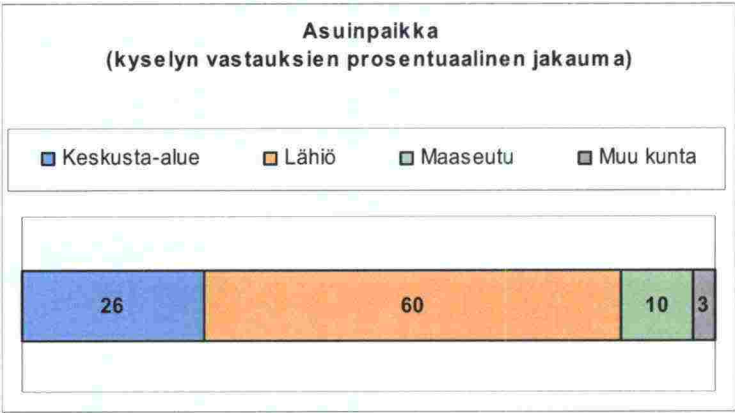 Asuinpaikka
(kyselyn vastauksien prosentuaalinen jakauma)
Keskusta-alue Lähiö Maaseutu Muu kunta
26 60 10 3